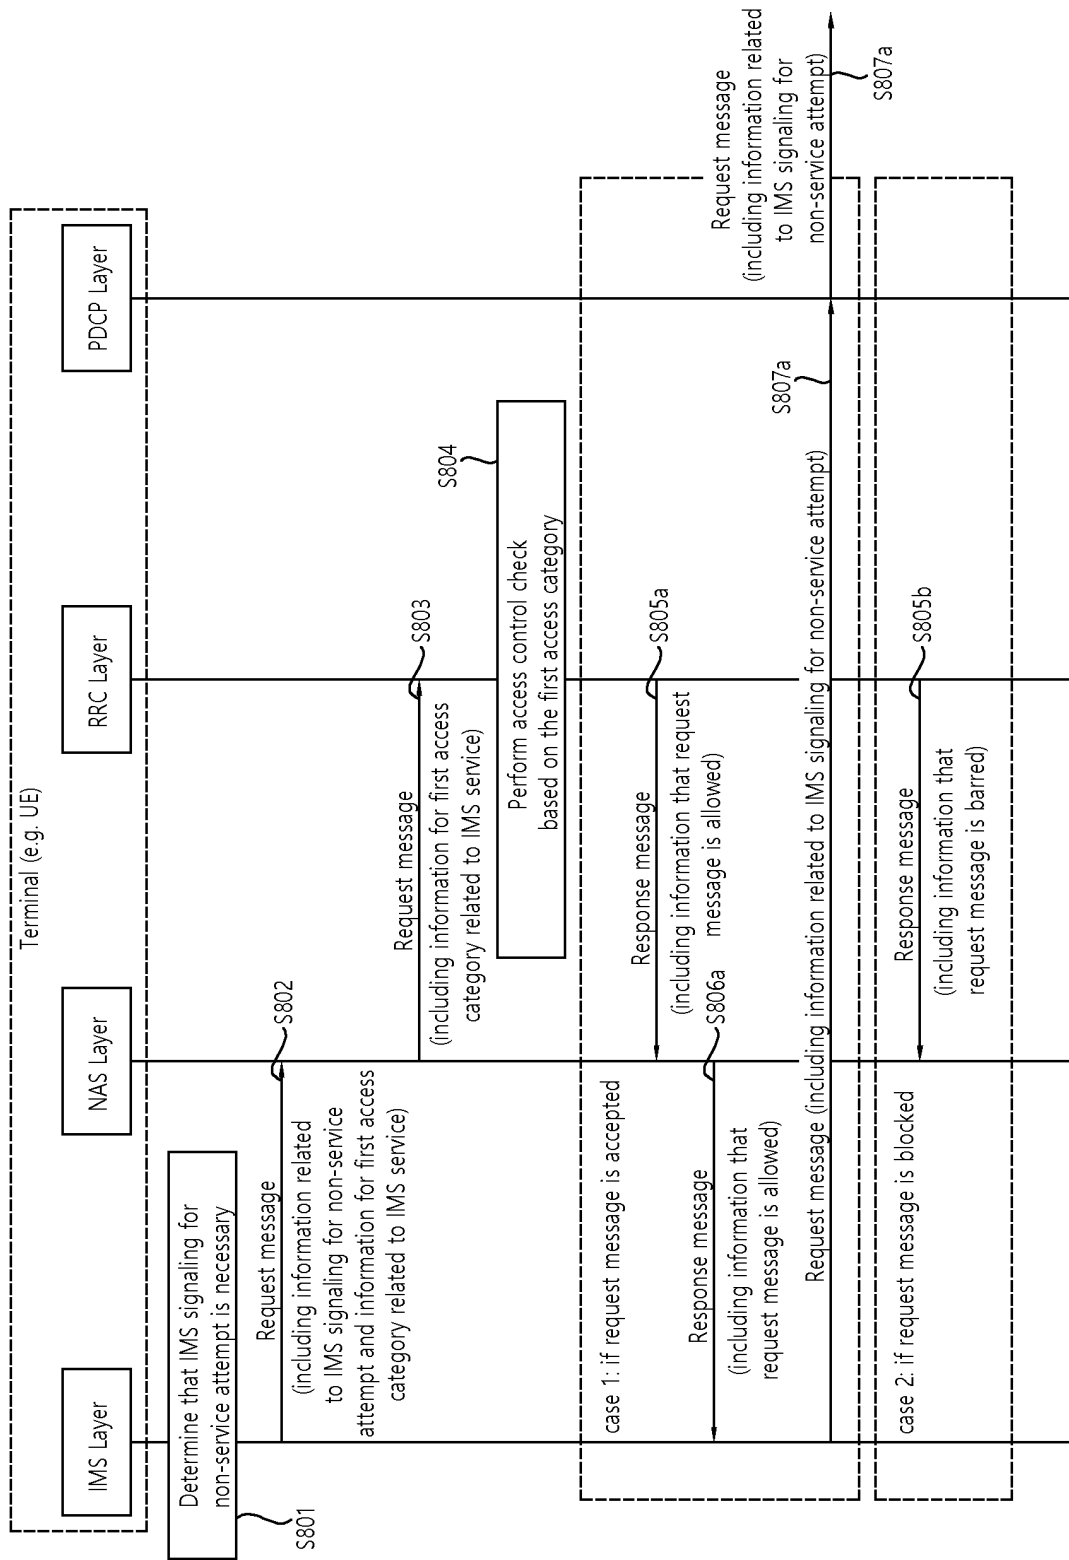 Terminal (e.g. UE)
IMS Layer
NAS Layer
RRC Layer
PDCP Layer
Determine that IMS signaling for
non-service attempt is necessary
S801
Request message
(including information related
to IMS signaling for non-service
attempt and information for first access
category related to IMS service)
S802
Request message
(including information for first access
category related to IMS service)
S803
Perform access control check
based on the first access category
S804
case 1: if request message is accepted
Response message
(including information that request
message is allowed)
S805a
Response message
(including information that
request message is allowed)
S806a
Request message (including information related to IMS signaling for non-service attempt)
S807a
Request message
(including information related
to IMS signaling for
non-service attempt)
S807a
case 2: if request message is blocked
Response message
(including information that
request message is barred)
S805b